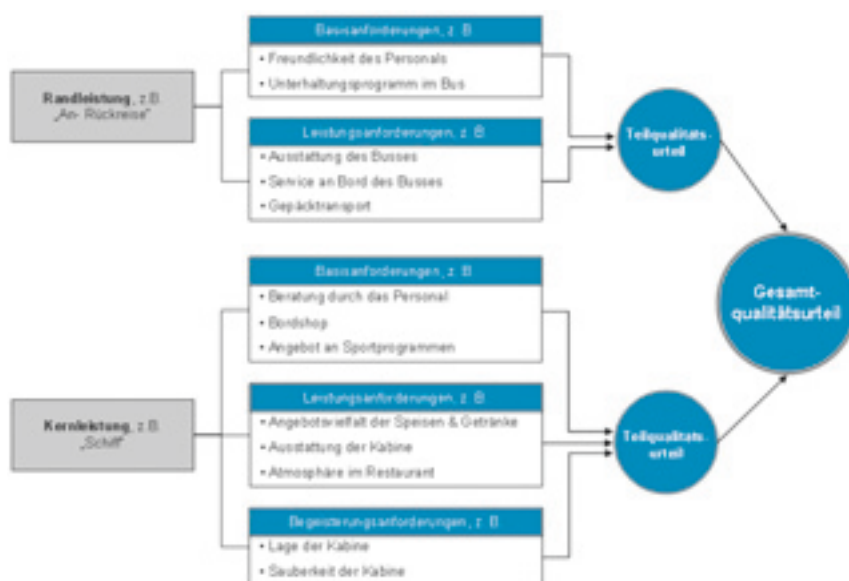 Basisanforderungen, z. B
• Freundlichkeit des Personals
• Unterhaltungsprogramm im Bus
Randleistung, z.B.
„An- Rückreise"
Leistungsanforderungen, z. B
• Ausstattung des Busses
• Service an Bord des Busses
• Gepäcktransport
Teilqualitäts-
urteil
Basisanforderungen, z. B
• Beratung durch das Personal
• Bordshop
• Angebot an Sportprogrammen
Gesamt-
qualitätsurteil
Kernleistung, z.B.
„Schiff"
Leistungsanforderungen, z. B
• Angebotsvielfalt der Speisen & Getränke
• Ausstattung der Kabine
• Atmosphäre im Restaurant
Teilqualitäts-
urteil
Begeisterungsanforderungen, z. B
• Lage der Kabine
• Sauberkeit der Kabine